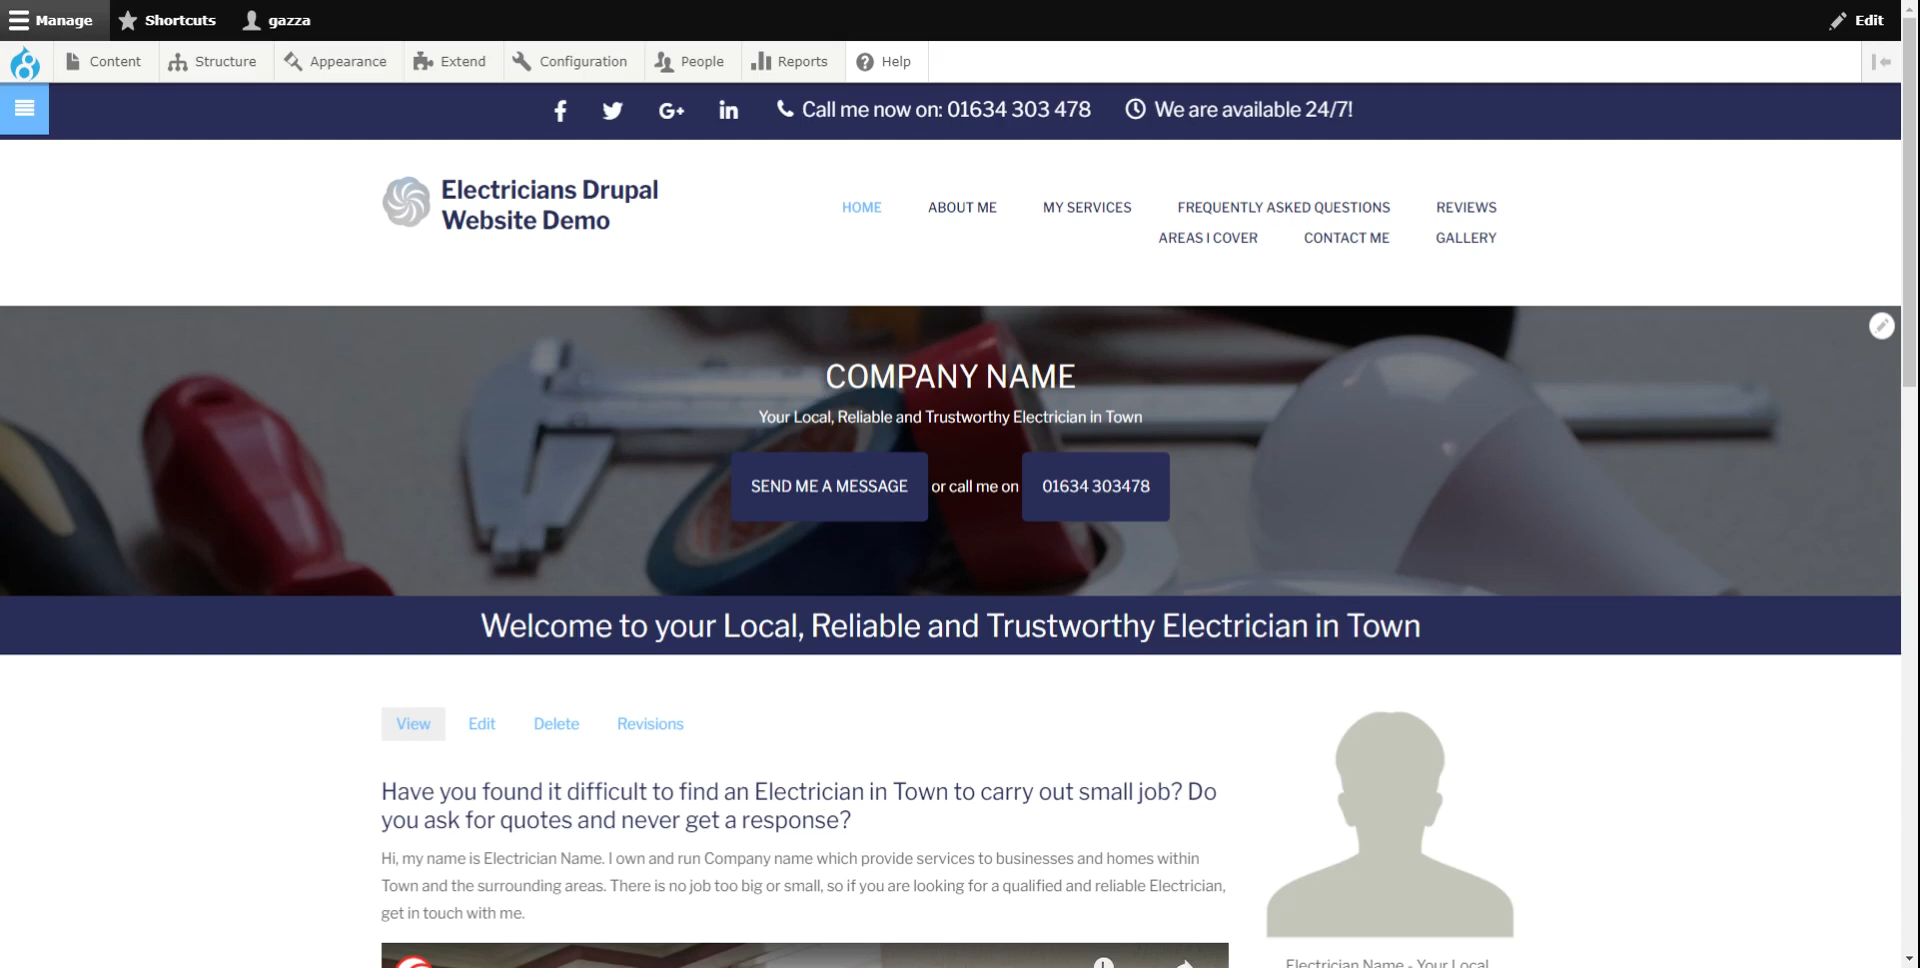 Manage Shortcuts gazza Edit
Content Structure Appearance Extend Configuration People Reports Help
Call me now on: 01634 303 478 We are available 24/7!
Electricians Drupal
Website Demo
HOME ABOUT ME MY SERVICES FREQUENTLY ASKED QUESTIONS REVIEWS
AREAS I COVER CONTACT ME GALLERY
COMPANY NAME
Your Local, Reliable and Trustworthy Electrician in Town
SEND ME A MESSAGE or call me on 01634 303478
Welcome to your Local, Reliable and Trustworthy Electrician in Town
View Edit Delete Revisions
Have you found it difficult to find an Electrician in Town to carry out small job? Do
you ask for quotes and never get a response?
Hi, my name is Electrician Name. I own and run Company name which provide services to businesses and homes within
Town and the surrounding areas. There is no job too big or small, so if you are looking for a qualified and reliable Electrician,
get in touch with me.
Electrician Name - Your Local